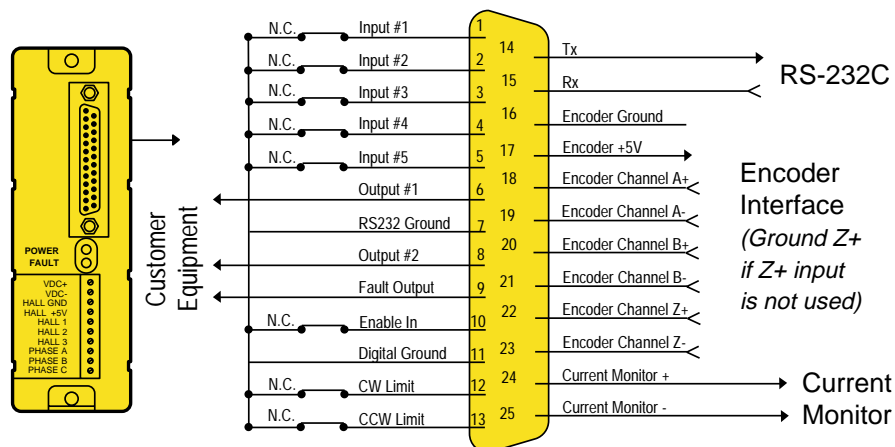 POWER
FAULT
VDC+
VDC-
HALL GND
HALL +5V
HALL 1
HALL 2
HALL 3
PHASE A
PHASE B
PHASE C
Customer
Equipment
N.C. Input #1 1
N.C. Input #2 2
N.C. Input #3 3
N.C. Input #4 4
N.C. Input #5 5
Output #1 6
RS232 Ground 7
Output #2 8
Fault Output 9
N.C. Enable In 10
Digital Ground 11
N.C. CW Limit 12
N.C. CCW Limit 13
14 Tx
15 Rx
RS-232C
16 Encoder Ground
17 Encoder +5V
18 Encoder Channel A+
19 Encoder Channel A-
20 Encoder Channel B+
21 Encoder Channel B-
22 Encoder Channel Z+
23 Encoder Channel Z-
Encoder
Interface
(Ground Z+
if Z+ input
is not used)
24 Current Monitor +
25 Current Monitor -
Current
Monitor